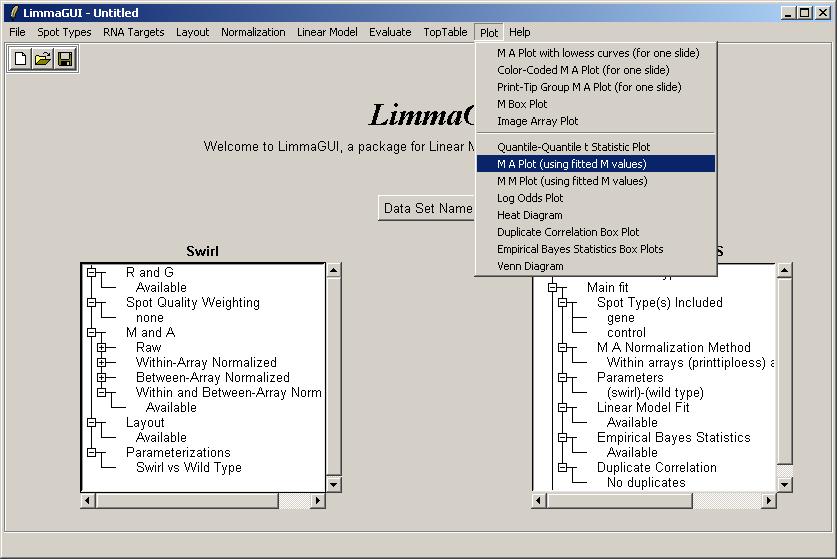 LimmaGUI - Untitled
File Spot Types RNA Targets Layout Normalization Linear Model Evaluate TopTable Plot Help
M A Plot with lowess curves (for one slide)
Color-Coded M A Plot (for one slide)
Print-Tip Group M A Plot (for one slide)
M Box Plot
Image Array Plot
Quantile-Quantile t Statistic Plot
M A Plot (using fitted M values)
M M Plot (using fitted M values)
Log Odds Plot
Heat Diagram
Duplicate Correlation Box Plot
Empirical Bayes Statistics Box Plots
Venn Diagram
LimmaG
Welcome to LimmaGUI, a package for Linear M
Data Set Name
Swirl
R and G
Available
Spot Quality Weighting
none
M and A
Raw
Within-Array Normalized
Between-Array Normalized
Within and Between-Array Norm
Available
Layout
Available
Parameterizations
Swirl vs Wild Type
S
Main fit
Spot Type(s) Included
gene
control
M A Normalization Method
Within arrays (printtiploess) a
Parameters
(swirl)-(wild type)
Linear Model Fit
Available
Empirical Bayes Statistics
Available
Duplicate Correlation
No duplicates